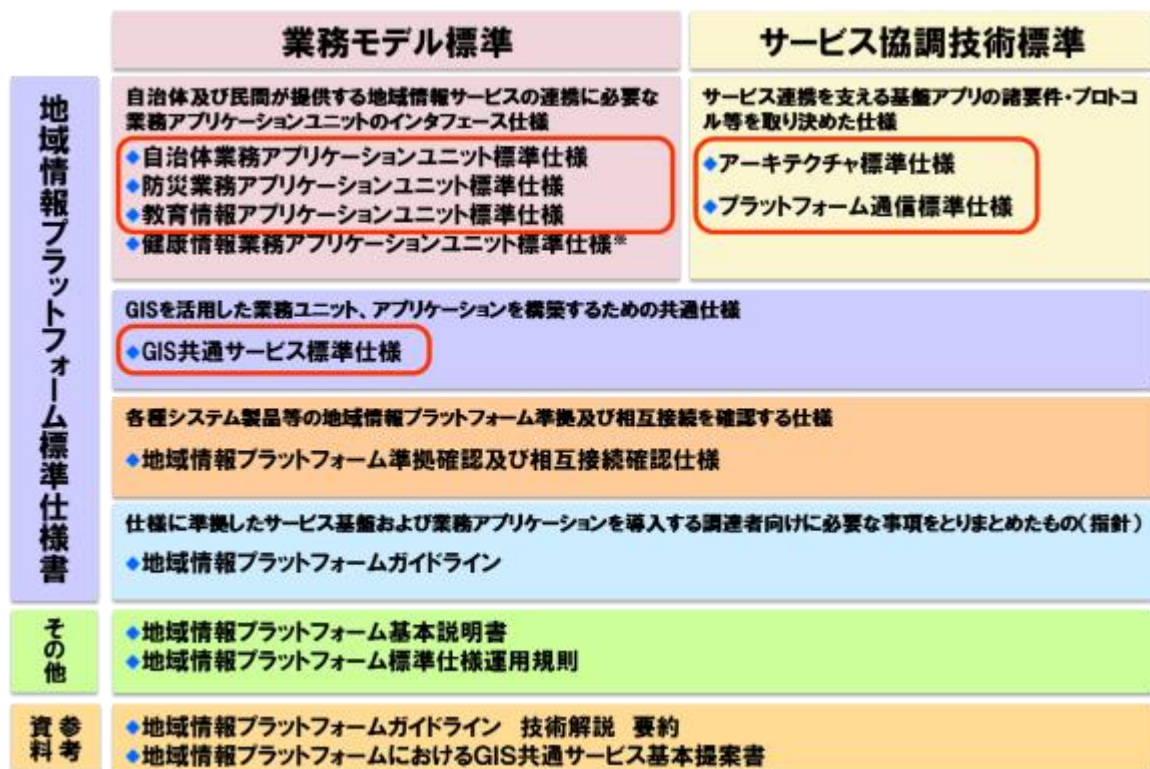 業務モデル標準
サービス協調技術標準
地域情報プラットフォーム標準仕様書
自治体及び民間が提供する地域情報サービスの連携に必要な
業務アプリケーションユニットのインタフェース仕様
◆自治体業務アプリケーションユニット標準仕様
◆防災業務アプリケーションユニット標準仕様
◆教育情報アプリケーションユニット標準仕様
◆健康情報業務アプリケーションユニット標準仕様※
サービス連携を支える基盤アプリの諸要件・プロトコ
ル等を取り決めた仕様
◆アーキテクチャ標準仕様
◆プラットフォーム通信標準仕様
GISを活用した業務ユニット、アプリケーションを構築するための共通仕様
◆GIS共通サービス標準仕様
各種システム製品等の地域情報プラットフォーム準拠及び相互接続を確認する仕様
◆地域情報プラットフォーム準拠確認及び相互接続確認仕様
仕様に準拠したサービス基盤および業務アプリケーションを導入する調達者向けに必要な事項をとりまとめたもの(指針)
◆地域情報プラットフォームガイドライン
その他
◆地域情報プラットフォーム基本説明書
◆地域情報プラットフォーム標準仕様運用規則
参考
資料
◆地域情報プラットフォームガイドライン 技術解説 要約
◆地域情報プラットフォームにおけるGIS共通サービス基本提案書